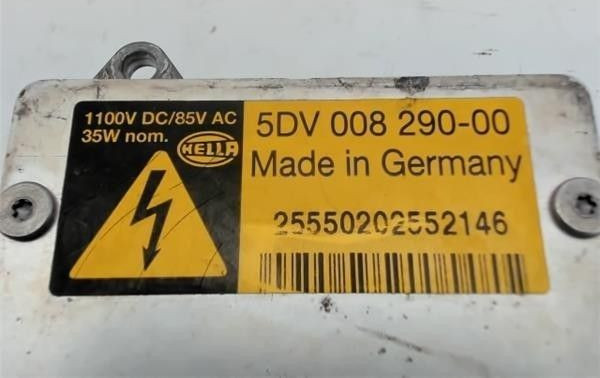 1100V DC/85V AC
35W nom.
HELLA
5DV 008 290-00
Made in Germany
25550202552146